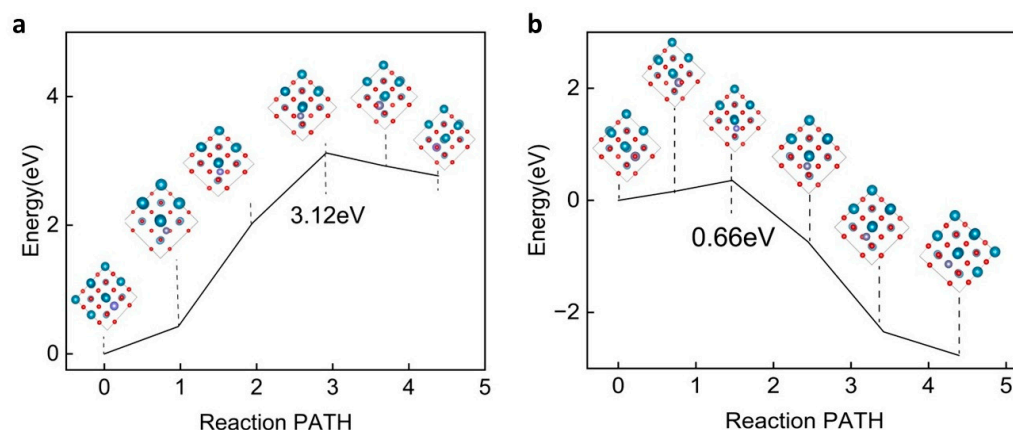 a
Energy(eV)
4
2
0
3.12eV
0 1 2 3 4 5
Reaction PATH
b
Energy(eV)
2
0
−2
0.66eV
0 1 2 3 4 5
Reaction PATH